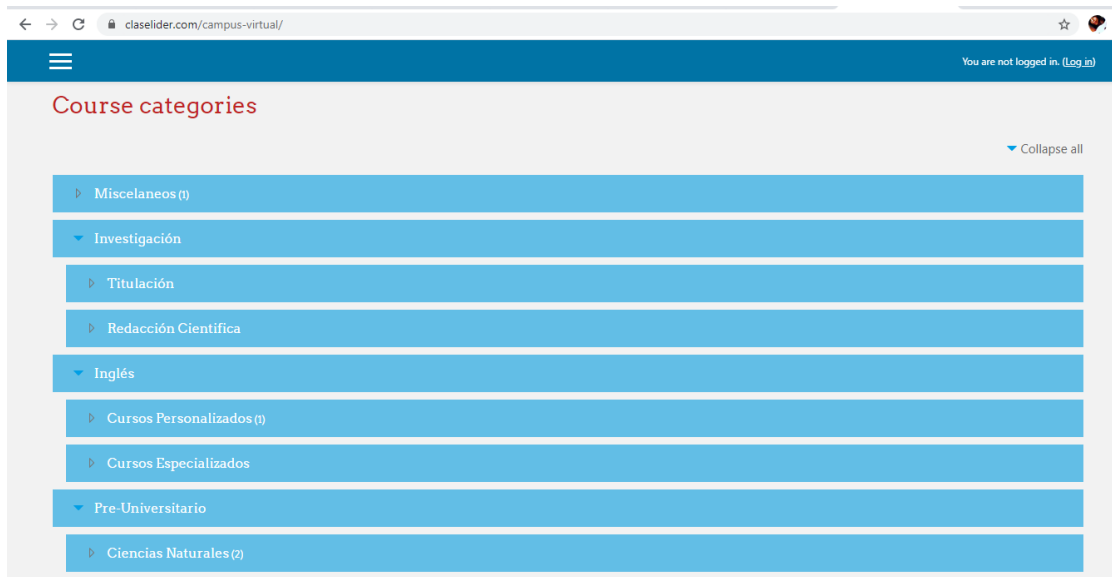 claselider.com/campus-virtual/
You are not logged in. (Log in)
Course categories
Collapse all
Miscelaneos (1)
Investigación
Titulación
Redacción Científica
Inglés
Cursos Personalizados (1)
Cursos Especializados
Pre-Universitario
Ciencias Naturales (2)